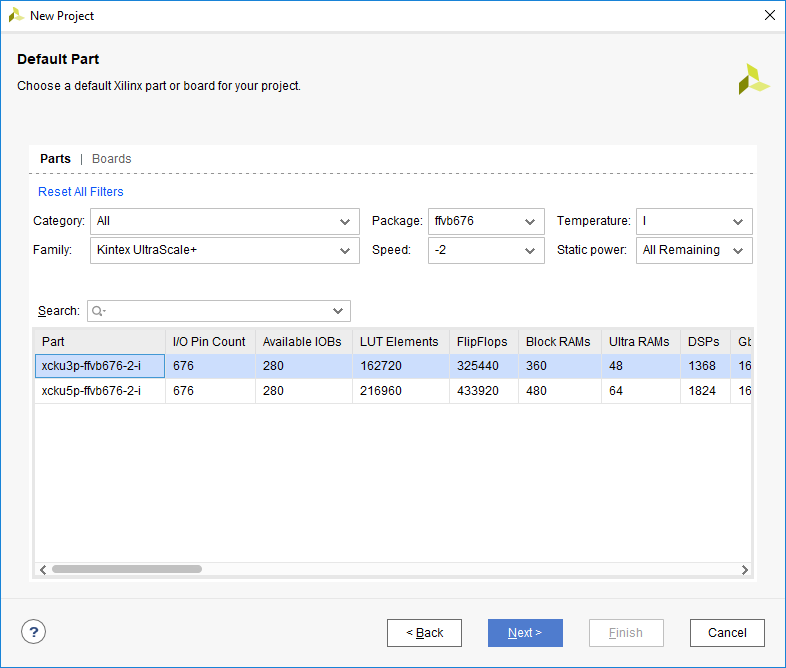 New Project
Default Part
Choose a default Xilinx part or board for your project.
Parts | Boards
Reset All Filters
Category: All Package: ffvb676 Temperature: I
Family: Kintex UltraScale+ Speed: -2 Static power: All Remaining
Search:
Part I/O Pin Count Available IOBs LUT Elements FlipFlops Block RAMs Ultra RAMs DSPs Gb
xcku3p-ffvb676-2-i 676 280 162720 325440 360 48 1368 16
xcku5p-ffvb676-2-i 676 280 216960 433920 480 64 1824 16
? < Back Next > Finish Cancel